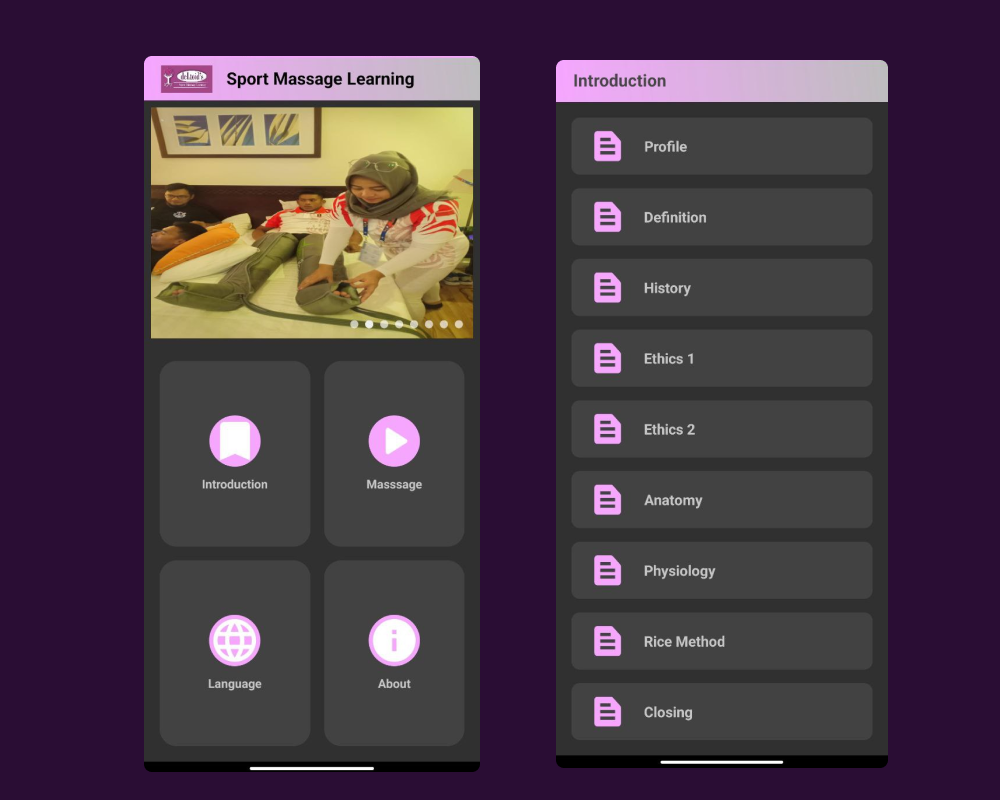 Sport Massage Learning
Introduction
Masssage
Language
About
Introduction
Profile
Definition
History
Ethics 1
Ethics 2
Anatomy
Physiology
Rice Method
Closing